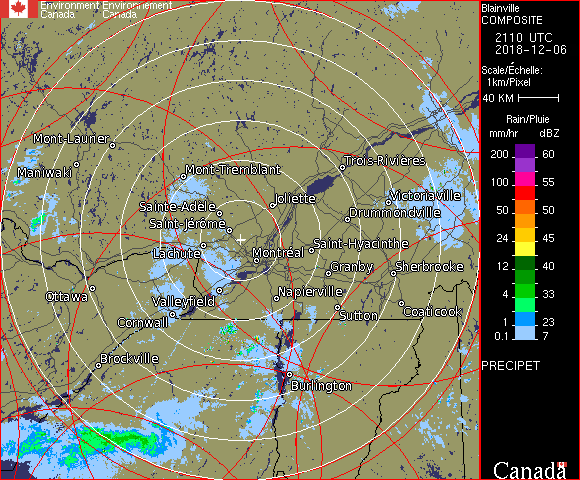 Environment Environnement
Canada Canada
Blainville
COMPOSITE
2110 UTC
2018-12-06
Scale/Échelle:
1km/Pixel
40 KM
Rain/Pluie
mm/hr dBZ
200 60
100 55
50 50
24 45
12 40
4 33
1 23
0.1 7
PRECIPET
Canada
Mont-Laurier
Maniwaki
Mont-Tremblant
Trois-Rivières
Sainte-Adèle
Joliette
Victoriaville
Saint-Jérôme
Drummondville
Lachute
Montréal
Saint-Hyacinthe
Granby
Sherbrooke
Ottawa
Valleyfield
Napierville
Cornwall
Sutton
Coaticook
Brockville
Burlington